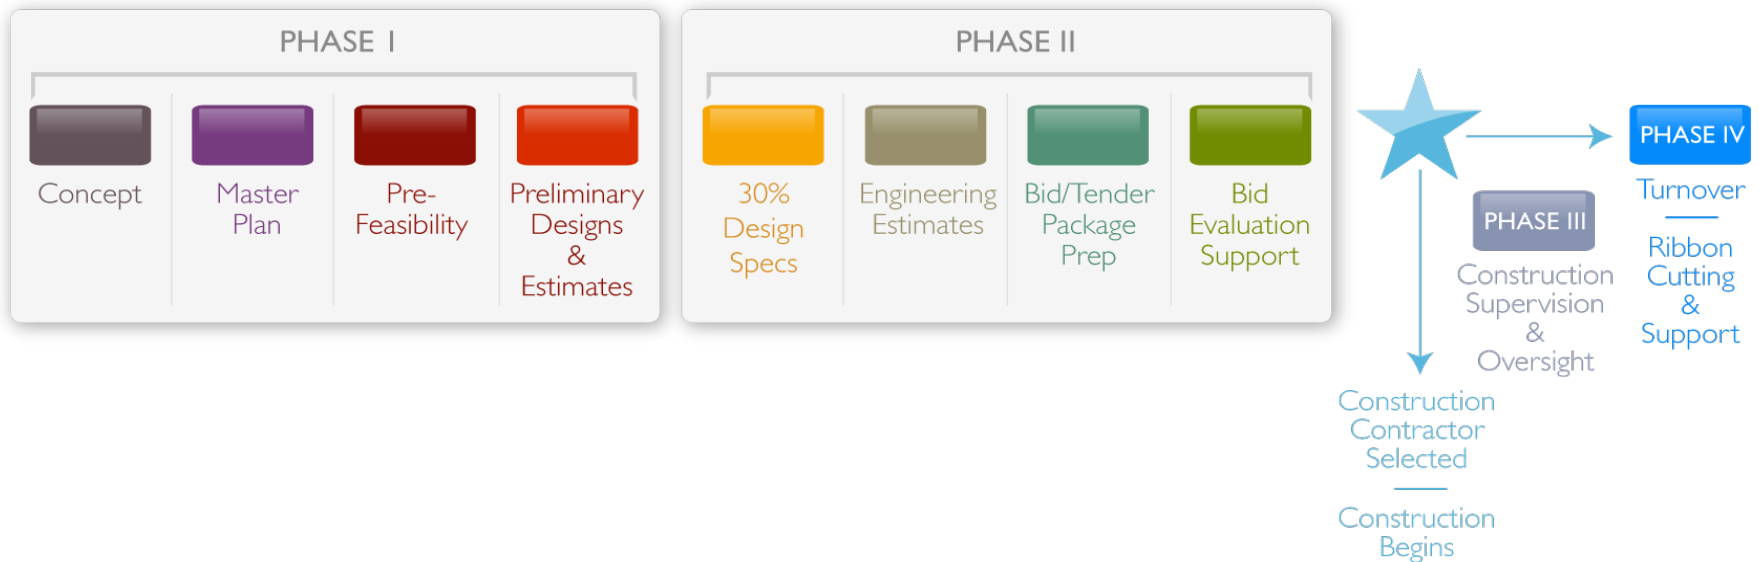 PHASE I
Concept
Master
Plan
Pre-
Feasibility
Preliminary
Designs
&
Estimates
PHASE II
30%
Design
Specs
Engineering
Estimates
Bid/Tender
Package
Prep
Bid
Evaluation
Support
Construction
Contractor
Selected
Construction
Begins
PHASE III
Construction
Supervision
&
Oversight
PHASE IV
Turnover
Ribbon
Cutting
&
Support